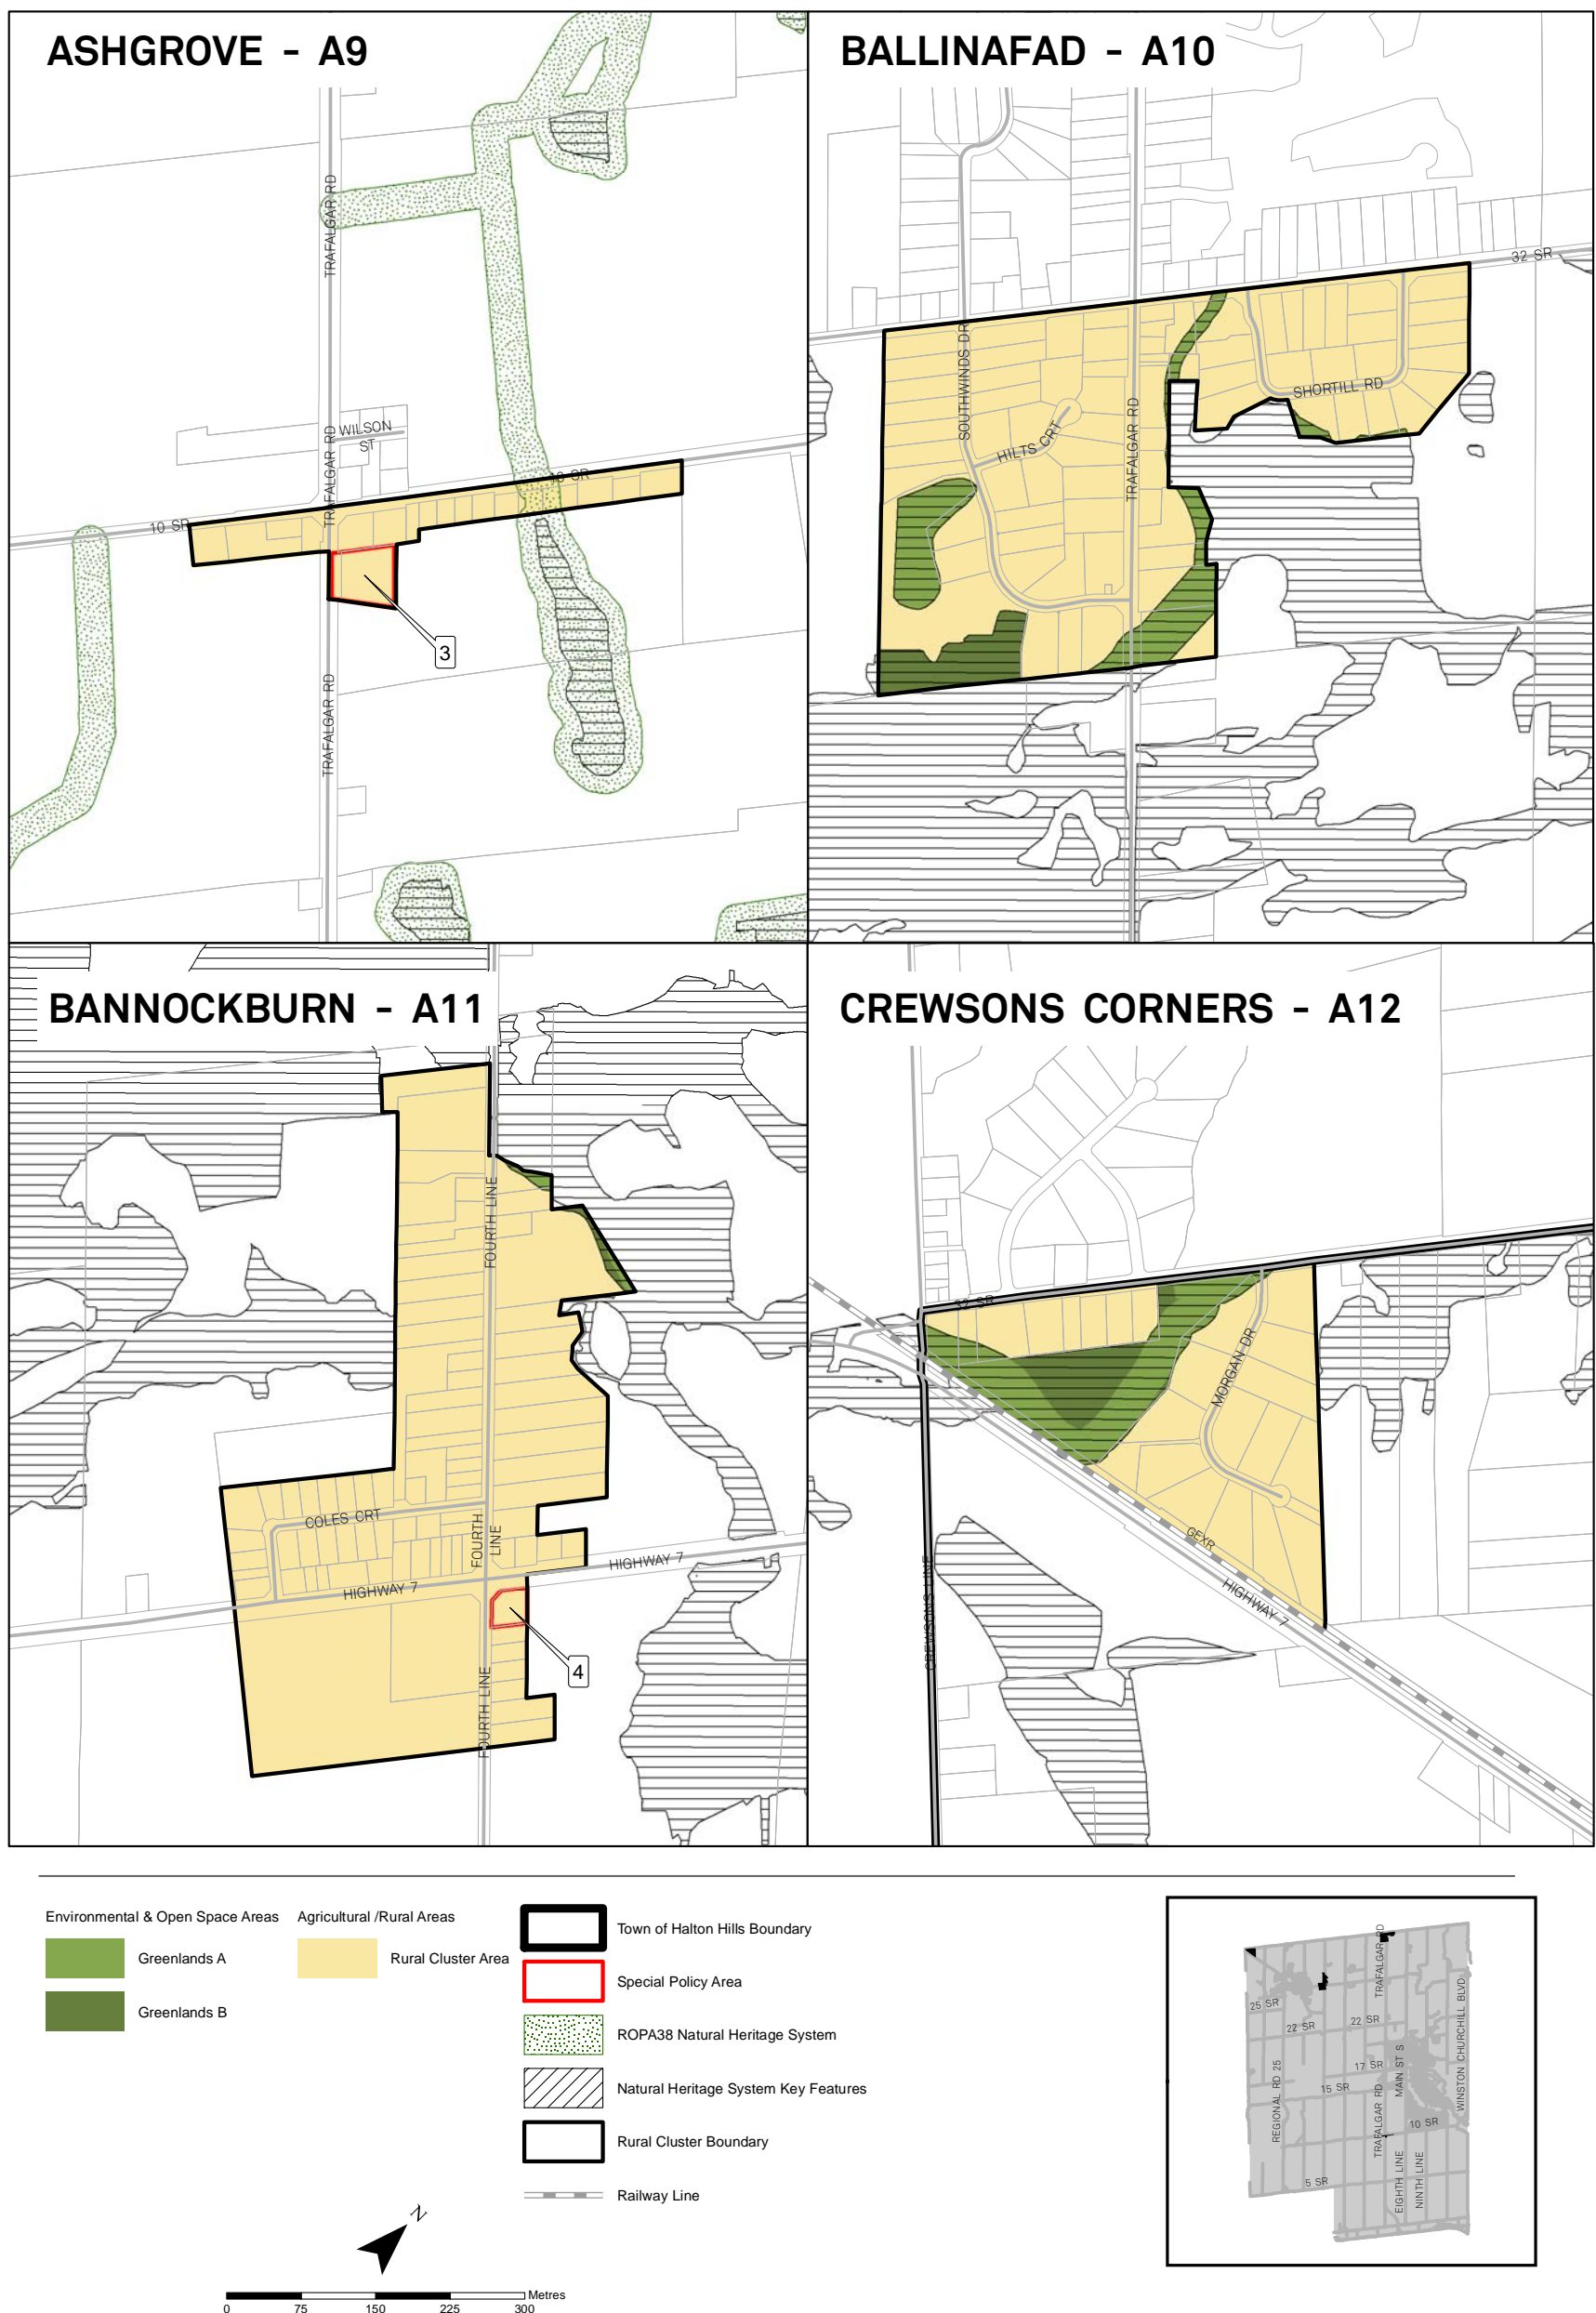 ASHGROVE - A9
TRAFALGAR RD
WILSON
ST
TRAFALGAR RD
10 SR
10 SR
3
TRAFALGAR RD
BALLINAFAD - A10
32 SR
SOUTHWINDS DR
SHORTILL RD
HILTS CRT
TRAFALGAR RD
BANNOCKBURN - A11
FOURTH LINE
COLES CRT
FOURTH
LINE
HIGHWAY 7
HIGHWAY 7
4
FOURTH LINE
CREWSONS CORNERS - A12
32 SR
MORGAN DR
GEXR
HIGHWAY 7
CREWSONS LINE
Environmental & Open Space Areas
Greenlands A
Greenlands B
Agricultural /Rural Areas
Rural Cluster Area
Town of Halton Hills Boundary
Special Policy Area
ROPA38 Natural Heritage System
Natural Heritage System Key Features
Rural Cluster Boundary
Railway Line
N
Metres
0 75 150 225 300
TRAFALGAR RD
25 SR
22 SR
22 SR
WINSTON CHURCHILL BLVD
REGIONAL RD 25
17 SR
MAIN ST S
15 SR
TRAFALGAR RD
10 SR
EIGHTH LINE
NINTH LINE
5 SR